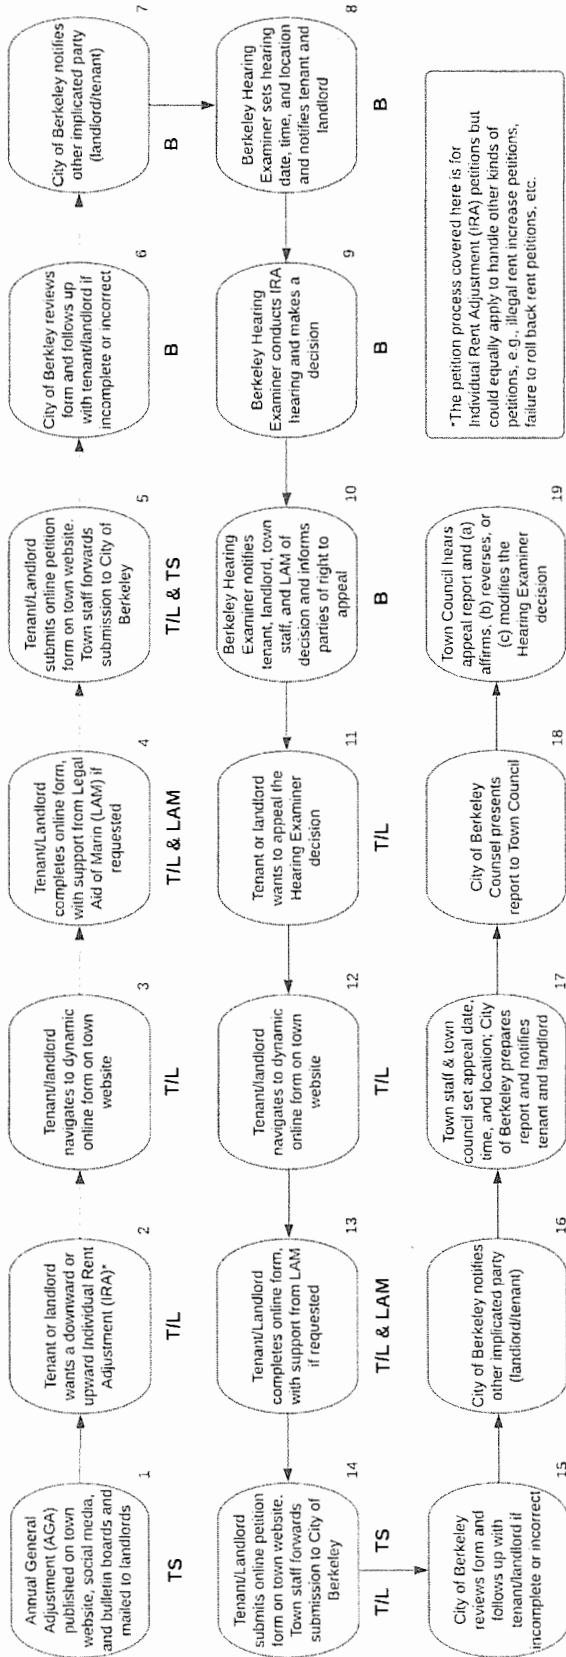 Annual General
Adjustment (AGA)
published on town
website, social media,
and bulletin boards and
mailed to landlords
1
TS
Tenant or landlord
wants a downward or
upward Individual Rent
Adjustment (IRA)*
2
T/L
Tenant/landlord
navigates to dynamic
online form on town
website
3
T/L
Tenant/Landlord
completes online form,
with support from Legal
Aid of Marin (LAM) if
requested
4
T/L & LAM
Tenant/Landlord
submits online petition
form on town website.
Town staff forwards
submission to City of
Berkeley
5
T/L & TS
City of Berkley reviews
form and follows up
with tenant/landlord if
incomplete or incorrect
6
B
City of Berkeley notifies
other implicated party
(landlord/tenant)
7
B
Berkeley Hearing
Examiner sets hearing
date, time, and location
and notifies tenant and
landlord
8
B
Berkeley Hearing
Examiner conducts IRA
hearing and makes a
decision
9
B
Berkeley Hearing
Examiner notifies
tenant, landlord, town
staff, and LAM of
decision and informs
parties of right to
appeal
10
B
Tenant or landlord
wants to appeal the
Hearing Examiner
decision
11
T/L
Tenant/landlord
navigates to dynamic
online form on town
website
12
T/L
Tenant/Landlord
completes online form,
with support from LAM
if requested
13
T/L & LAM
Tenant/Landlord
submits online petition
form on town website.
Town staff forwards
submission to City of
Berkeley
14
T/L TS
City of Berkeley
reviews form and
follows up with
tenant/landlord if
incomplete or incorrect
15
City of Berkeley notifies
other implicated party
(landlord/tenant)
16
Town staff & town
council set appeal date,
time, and location; City
of Berkeley prepares
report and notifies
tenant and landlord
17
City of Berkeley
Counsel presents
report to Town Council
18
Town Council hears
appeal report and (a)
affirms, (b) reverses, or
(c) modifies the
Hearing Examiner
decision
19
*The petition process covered here is for
Individual Rent Adjustment (IRA) petitions but
could equally apply to handle other kinds of
petitions, e.g., illegal rent increase petitions,
failure to roll back rent petitions, etc.